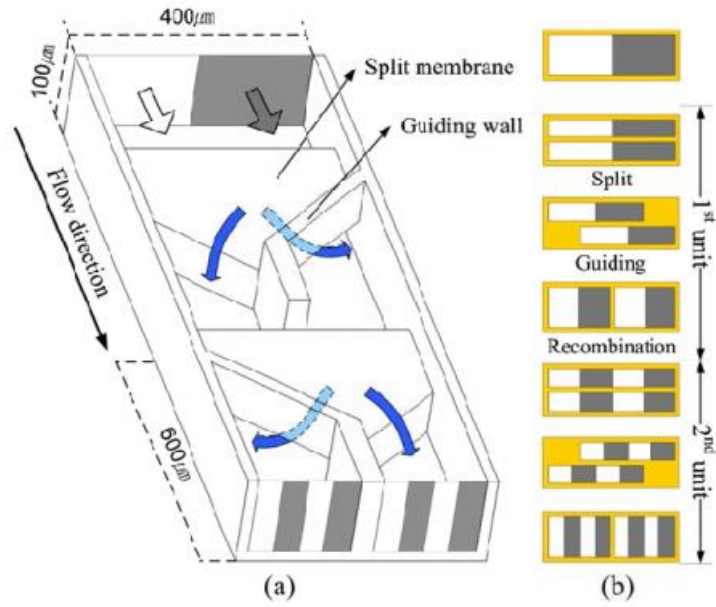 400㎛
100㎛
Split membrane
Guiding wall
Flow direction
600㎛
(a)
Split
Guiding
Recombination
1st unit
2nd unit
(b)